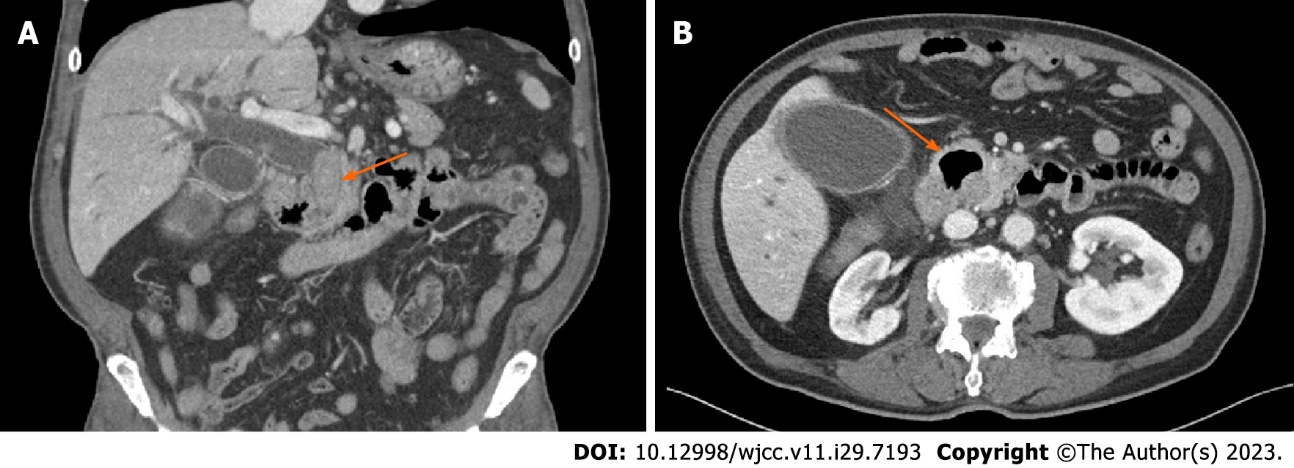 A
B
DOI: 10.12998/wjcc.v11.i29.7193 Copyright ©The Author(s) 2023.